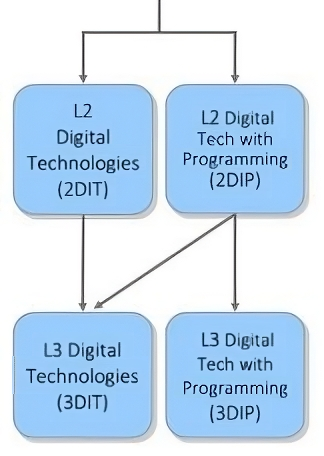 L2
Digital
Technologies
(2DIT)
L2 Digital
Tech with
Programming
(2DIP)
L3 Digital
Technologies
(3DIT)
L3 Digital
Tech with
Programming
(3DIP)